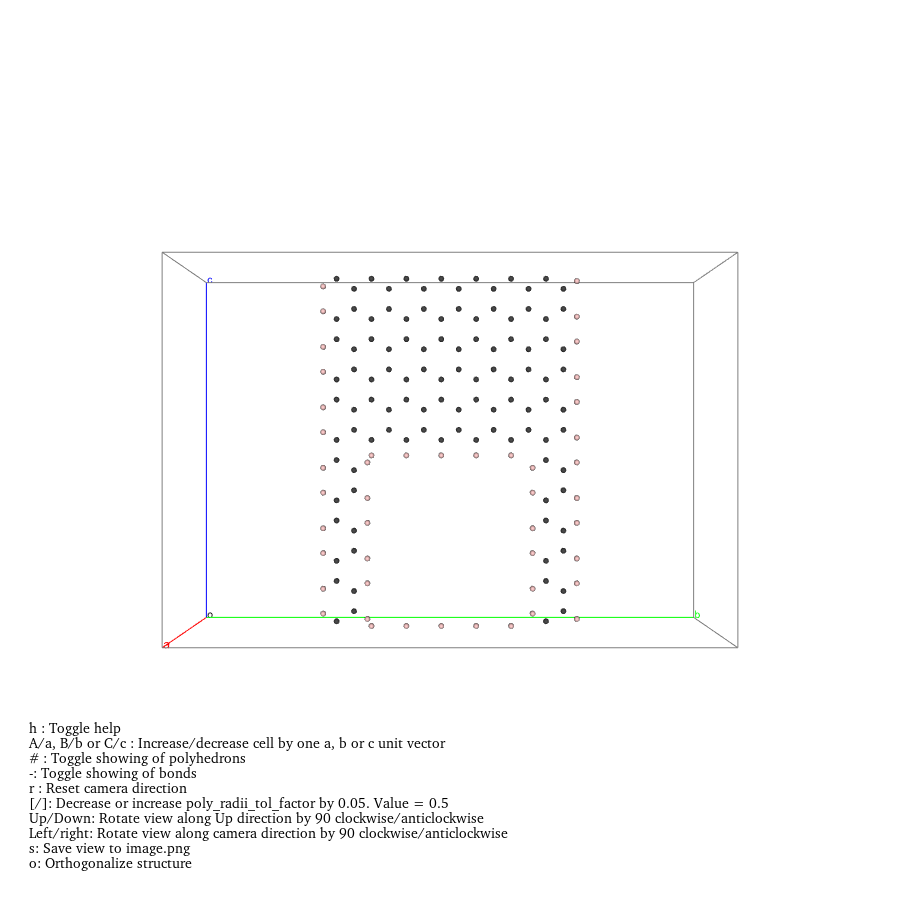 c
o
b
a
h : Toggle help
A/a, B/b or C/c : Increase/decrease cell by one a, b or c unit vector
# : Toggle showing of polyhedrons
-: Toggle showing of bonds
r : Reset camera direction
[/]: Decrease or increase poly_radii_tol_factor by 0.05. Value = 0.5
Up/Down: Rotate view along Up direction by 90 clockwise/anticlockwise
Left/right: Rotate view along camera direction by 90 clockwise/anticlockwise
s: Save view to image.png
o: Orthogonalize structure